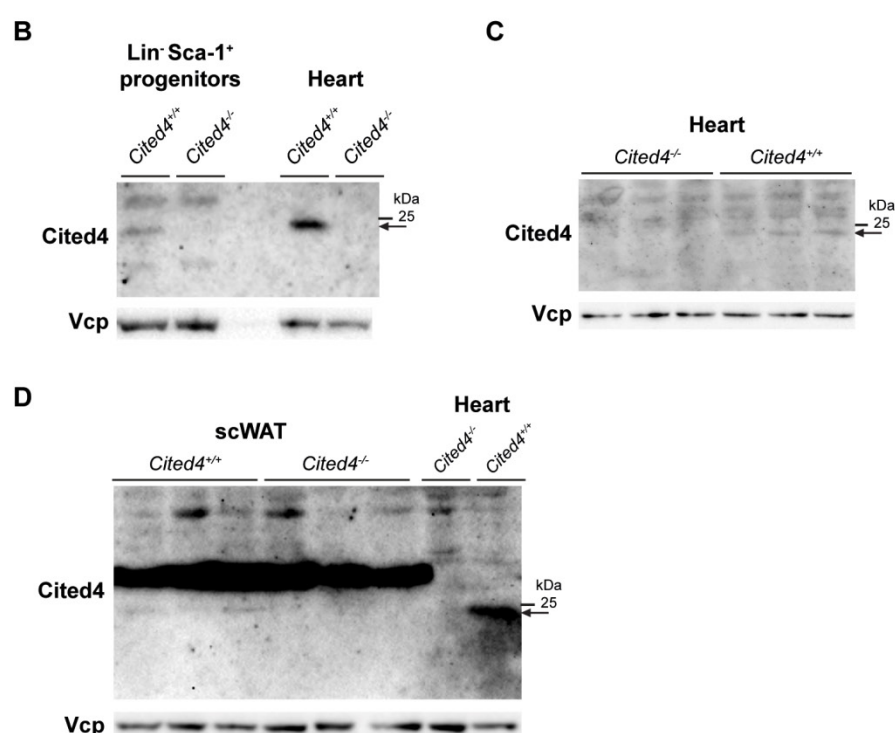 B
Lin⁻ Sca-1⁺
progenitors
Heart
Cited4⁺/⁺
Cited4⁻/⁻
Cited4⁺/⁺
Cited4⁻/⁻
kDa
25
Cited4
Vcp
C
Heart
Cited4⁻/⁻
Cited4⁺/⁺
kDa
25
Cited4
Vcp
D
Heart
scWAT
Cited4⁺/⁺
Cited4⁻/⁻
Cited4⁻/⁻
Cited4⁺/⁺
kDa
25
Cited4
Vcp